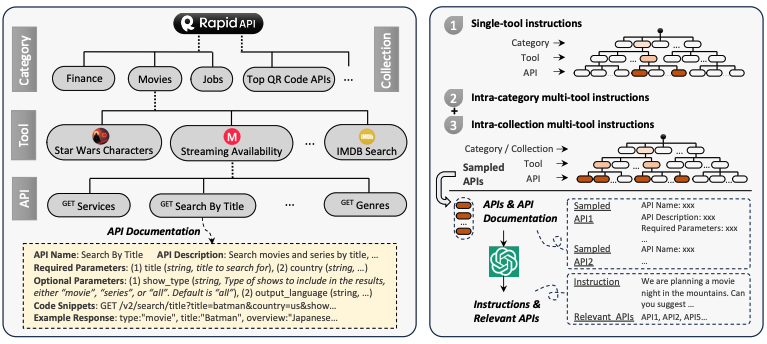 Rapid API
Category
Collection
Finance
Movies
Jobs
Top QR Code APIs
...
Tool
Star Wars Characters
M
Streaming Availability
...
IMDB Search
API
GET Services
GET Search By Title
...
GET Genres
API Documentation
API Name: Search By Title API Description: Search movies and series by title, ...
Required Parameters: (1) title (string, title to search for), (2) country (string, ...)
Optional Parameters: (1) show_type (string, Type of shows to include in the results,
either “movie”, “series”, or “all”. Default is “all”), (2) output_language (string, ...)
Code Snippets: GET /v2/search/title?title=batman&country=us&show...
Example Response: type:"movie", title:"Batman", overview:"Japanese...
1 Single-tool instructions
Category
...
Tool
...
...
API
2 Intra-category multi-tool instructions
+
3 Intra-collection multi-tool instructions
Category / Collection
...
Tool
...
...
API
Sampled
APIs
...
APIs & API
Documentation
Sampled
API1
API Name: xxx
API Description: xxx
Required Parameters: xxx
...
Sampled
API2
API Name: xxx
...
Instructions &
Relevant APIs
Instruction
We are planning a movie
night in the mountains. Can
you suggest ...
Relevant APIs
API1, API2, API5...